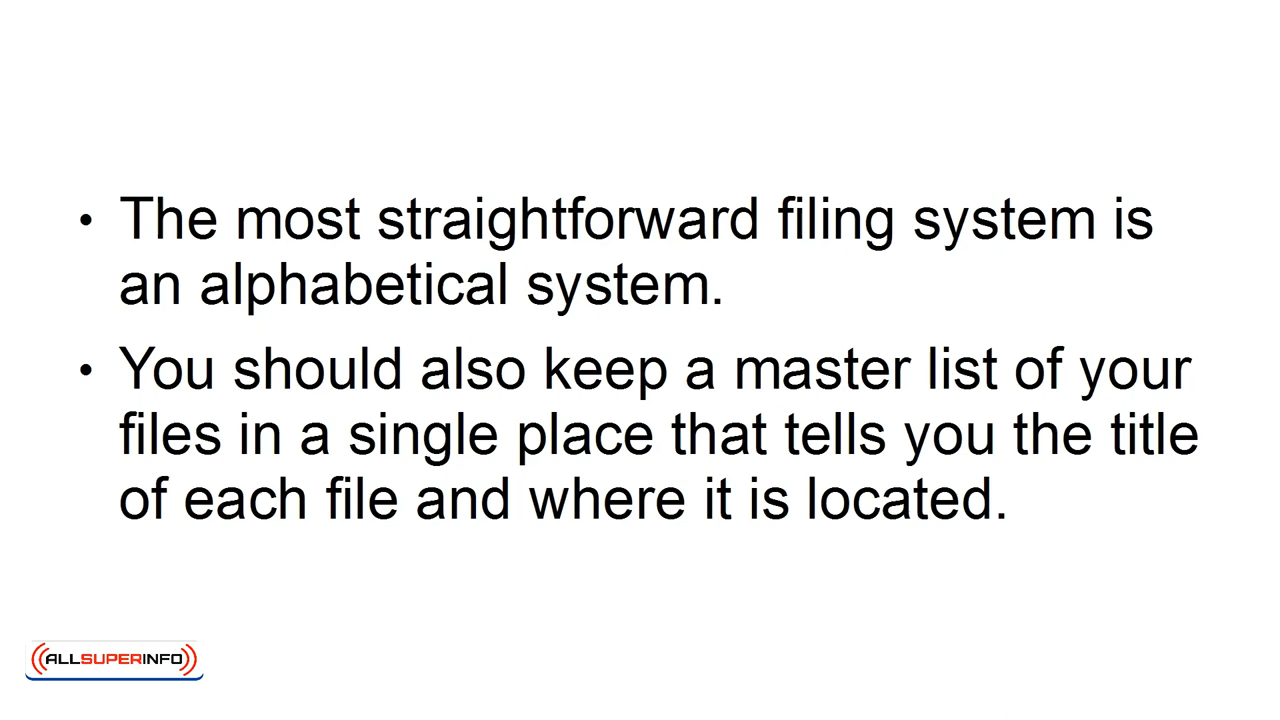 • The most straightforward filing system is
an alphabetical system.
• You should also keep a master list of your
files in a single place that tells you the title
of each file and where it is located.
ALLSUPERINFO